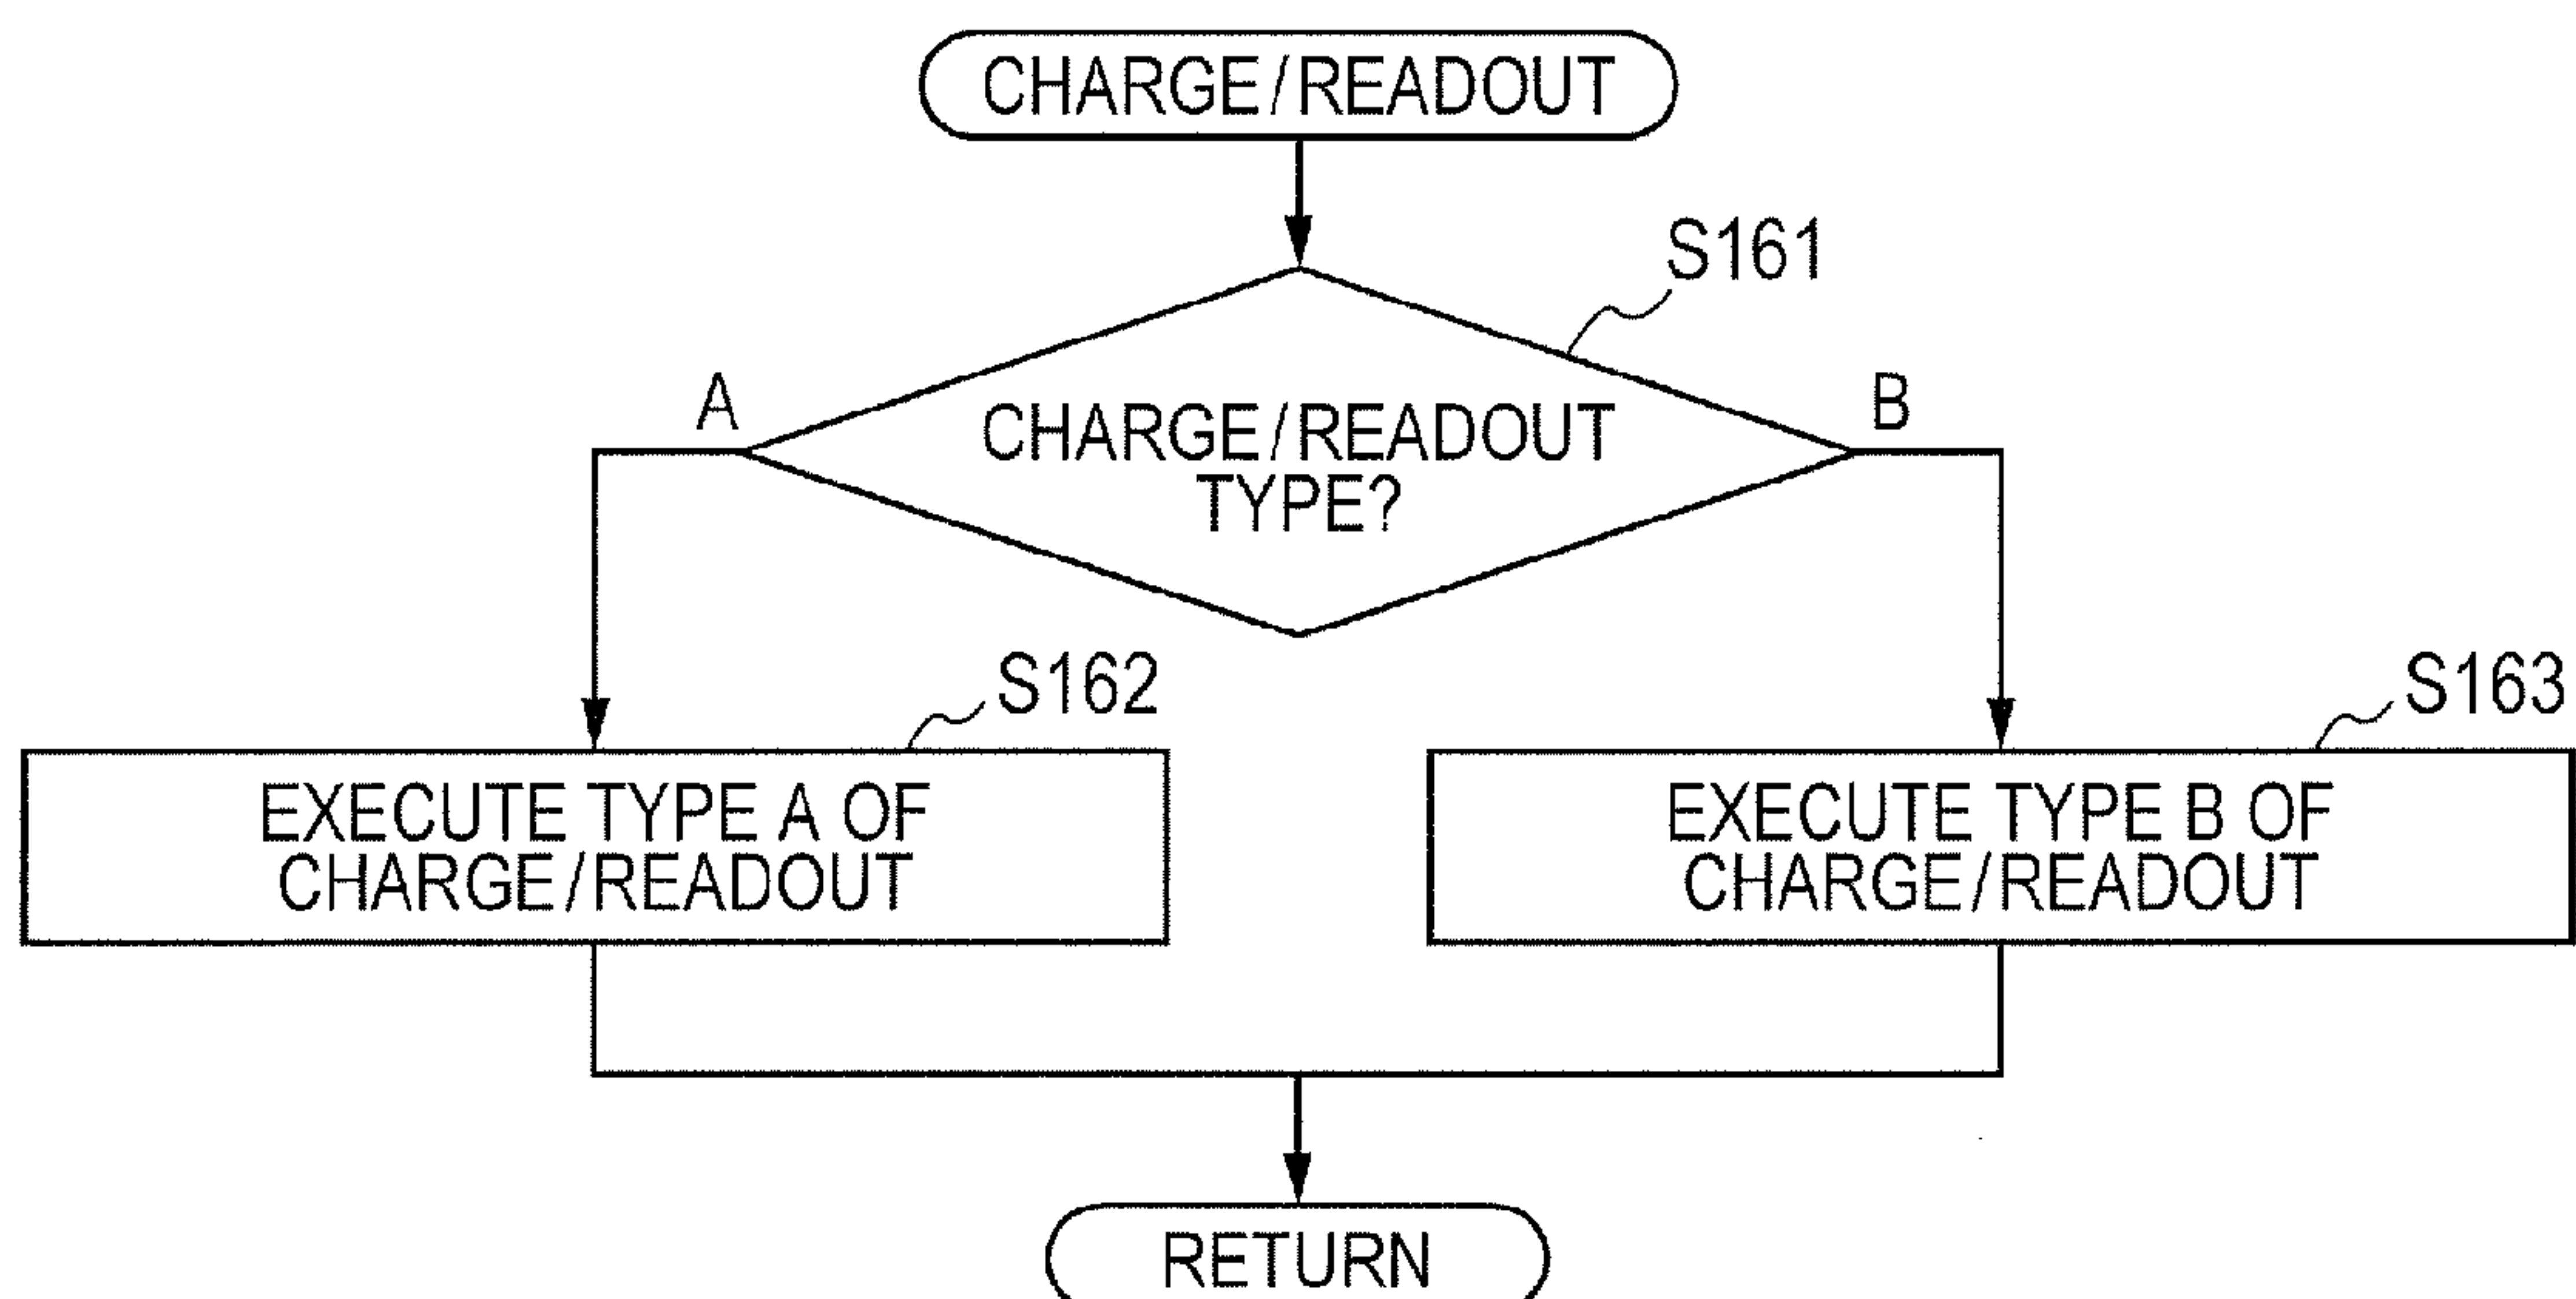 CHARGE/READOUT
S161
A
B
CHARGE/READOUT
TYPE?
S162
S163
EXECUTE TYPE A OF
CHARGE/READOUT
EXECUTE TYPE B OF
CHARGE/READOUT
RETURN